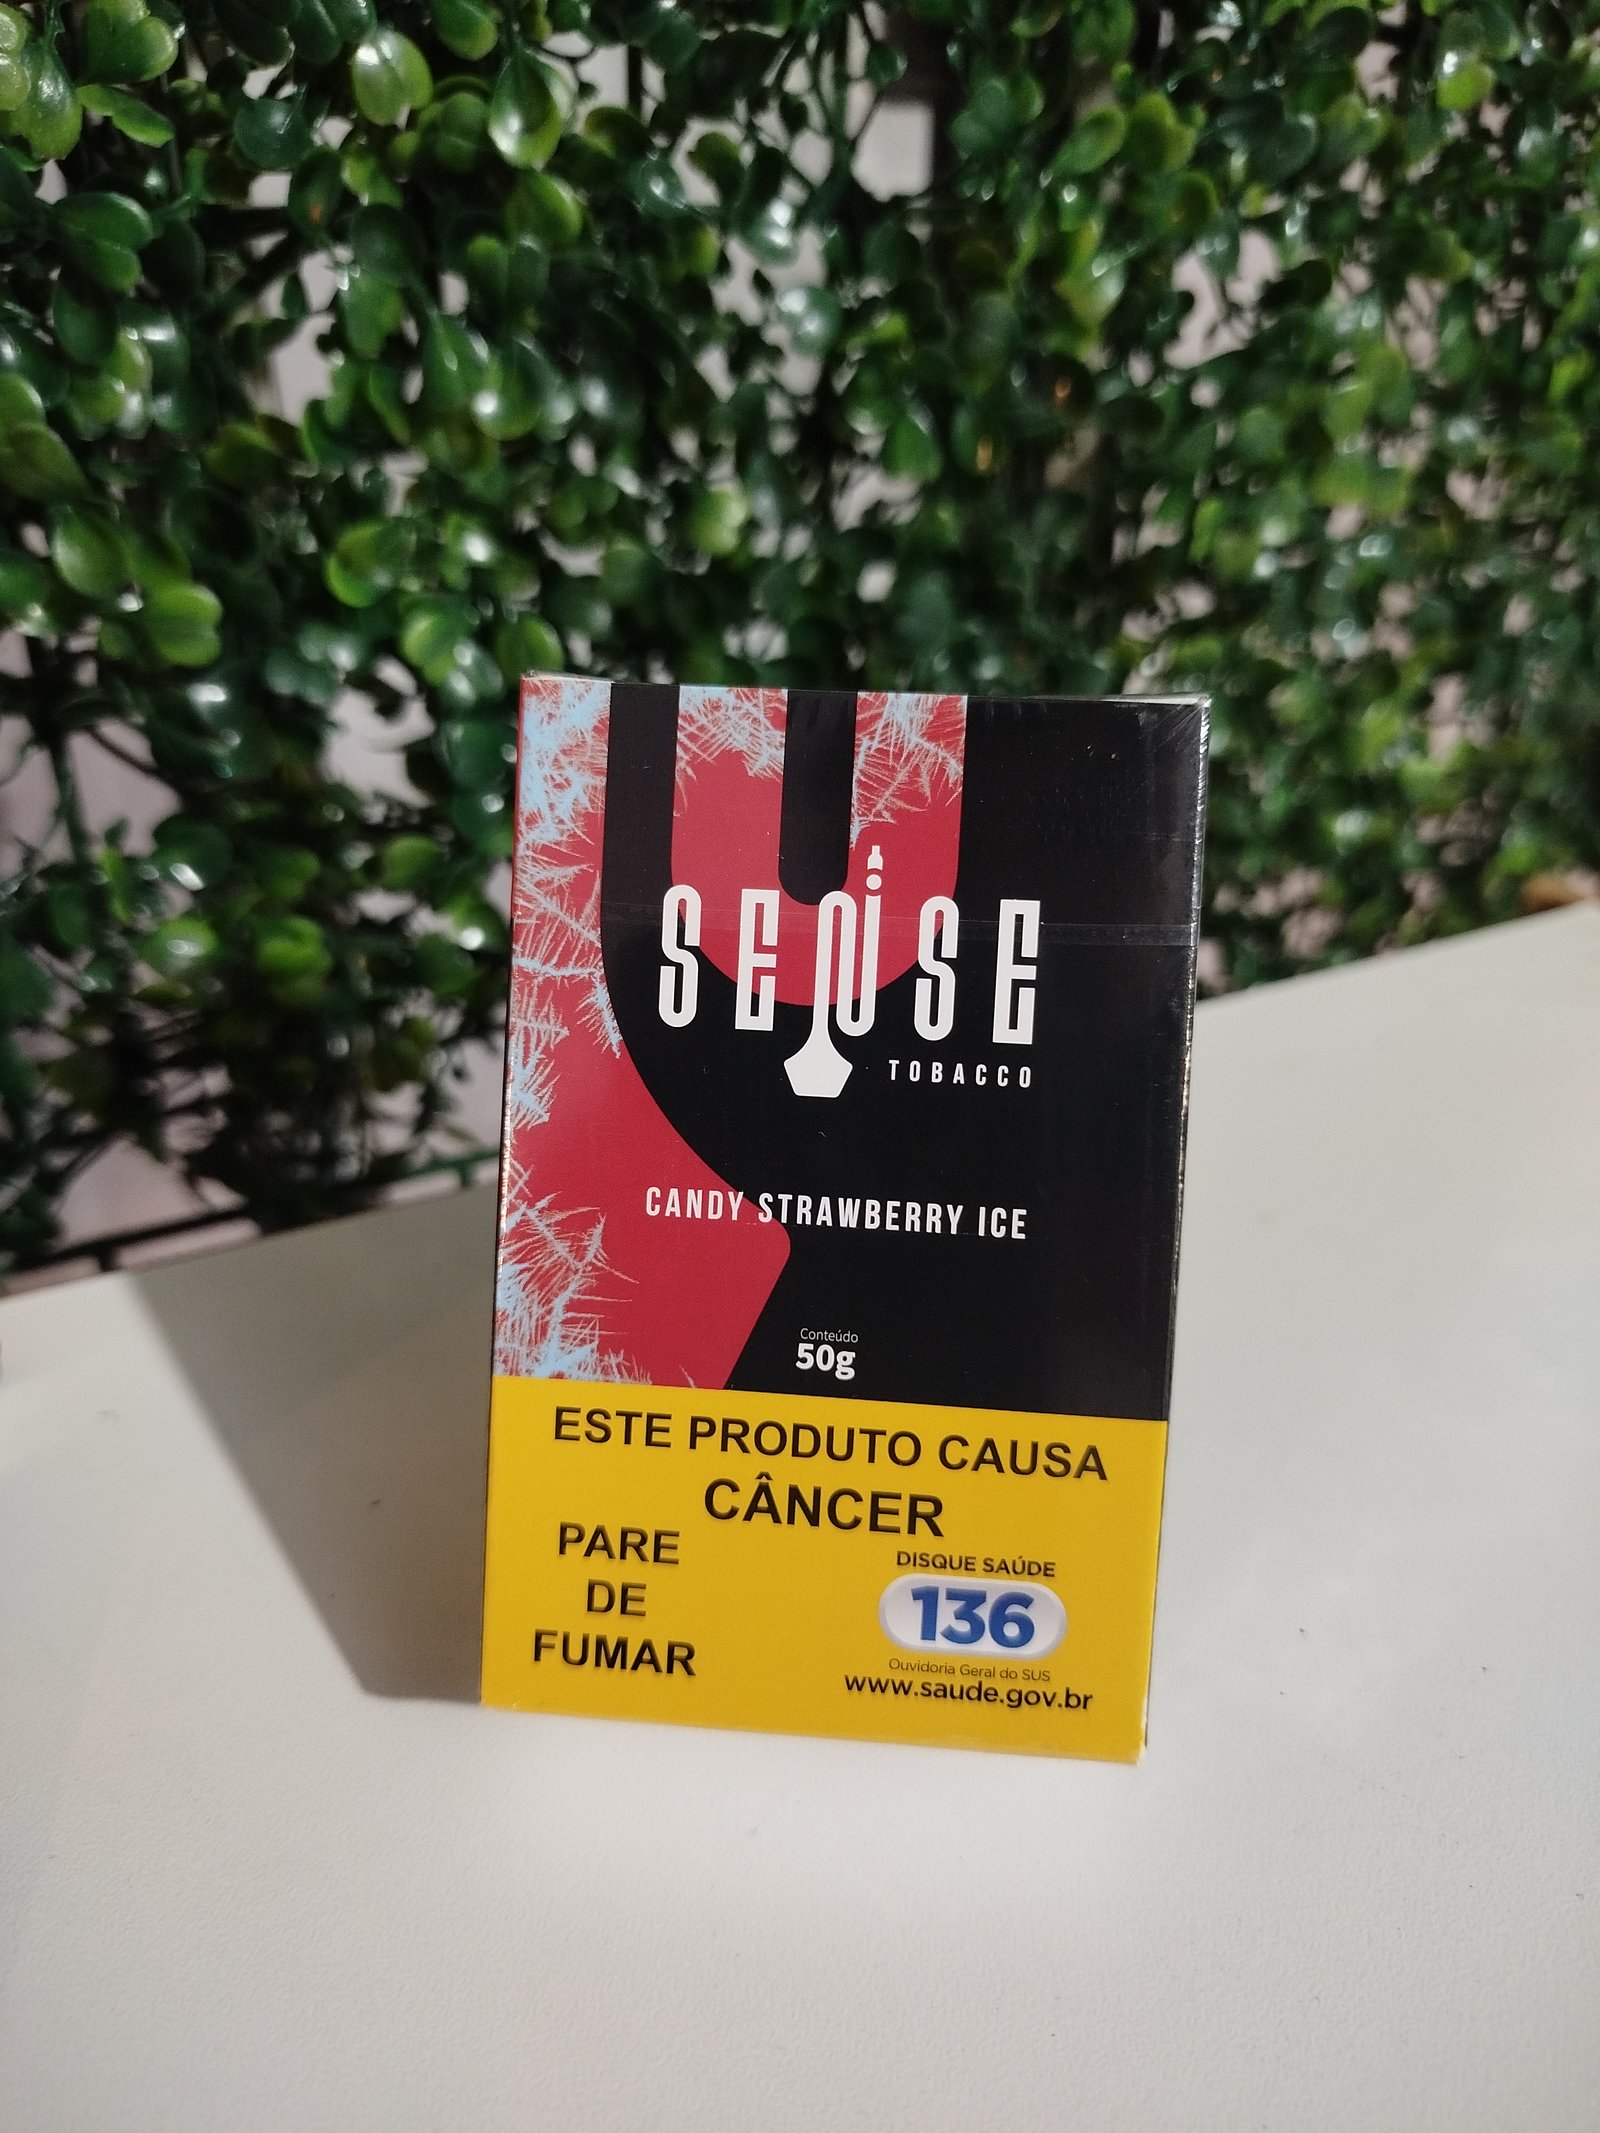 SENSE
TOBACCO
CANDY STRAWBERRY ICE
Conteúdo
50g
ESTE PRODUTO CAUSA
CÂNCER
PARE
DE
FUMAR
DISQUE SAÚDE
136
Ouvidoria Geral do SUS
www.saude.gov.br